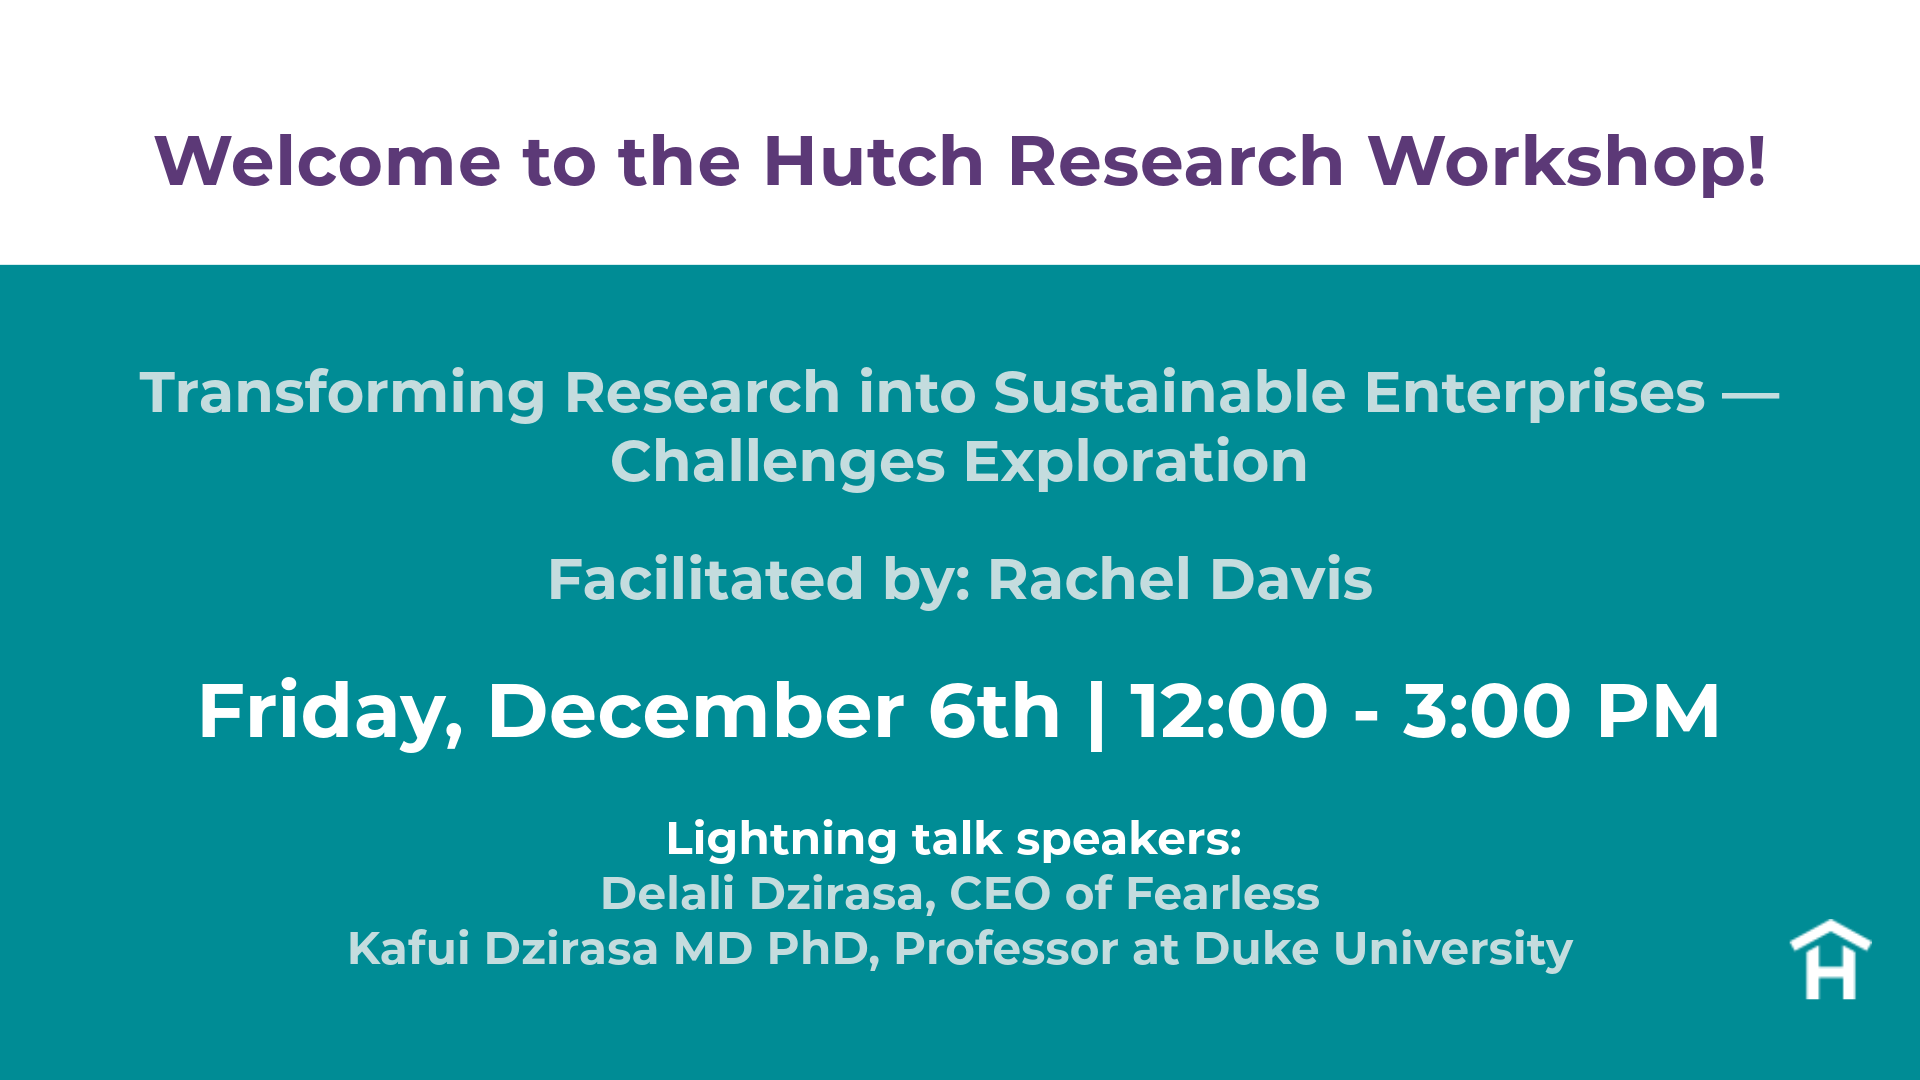 Welcome to the Hutch Research Workshop!
Transforming Research into Sustainable Enterprises —
Challenges Exploration
Facilitated by: Rachel Davis
Friday, December 6th | 12:00 - 3:00 PM
Lightning talk speakers:
Delali Dzirasa, CEO of Fearless
Kafui Dzirasa MD PhD, Professor at Duke University
H